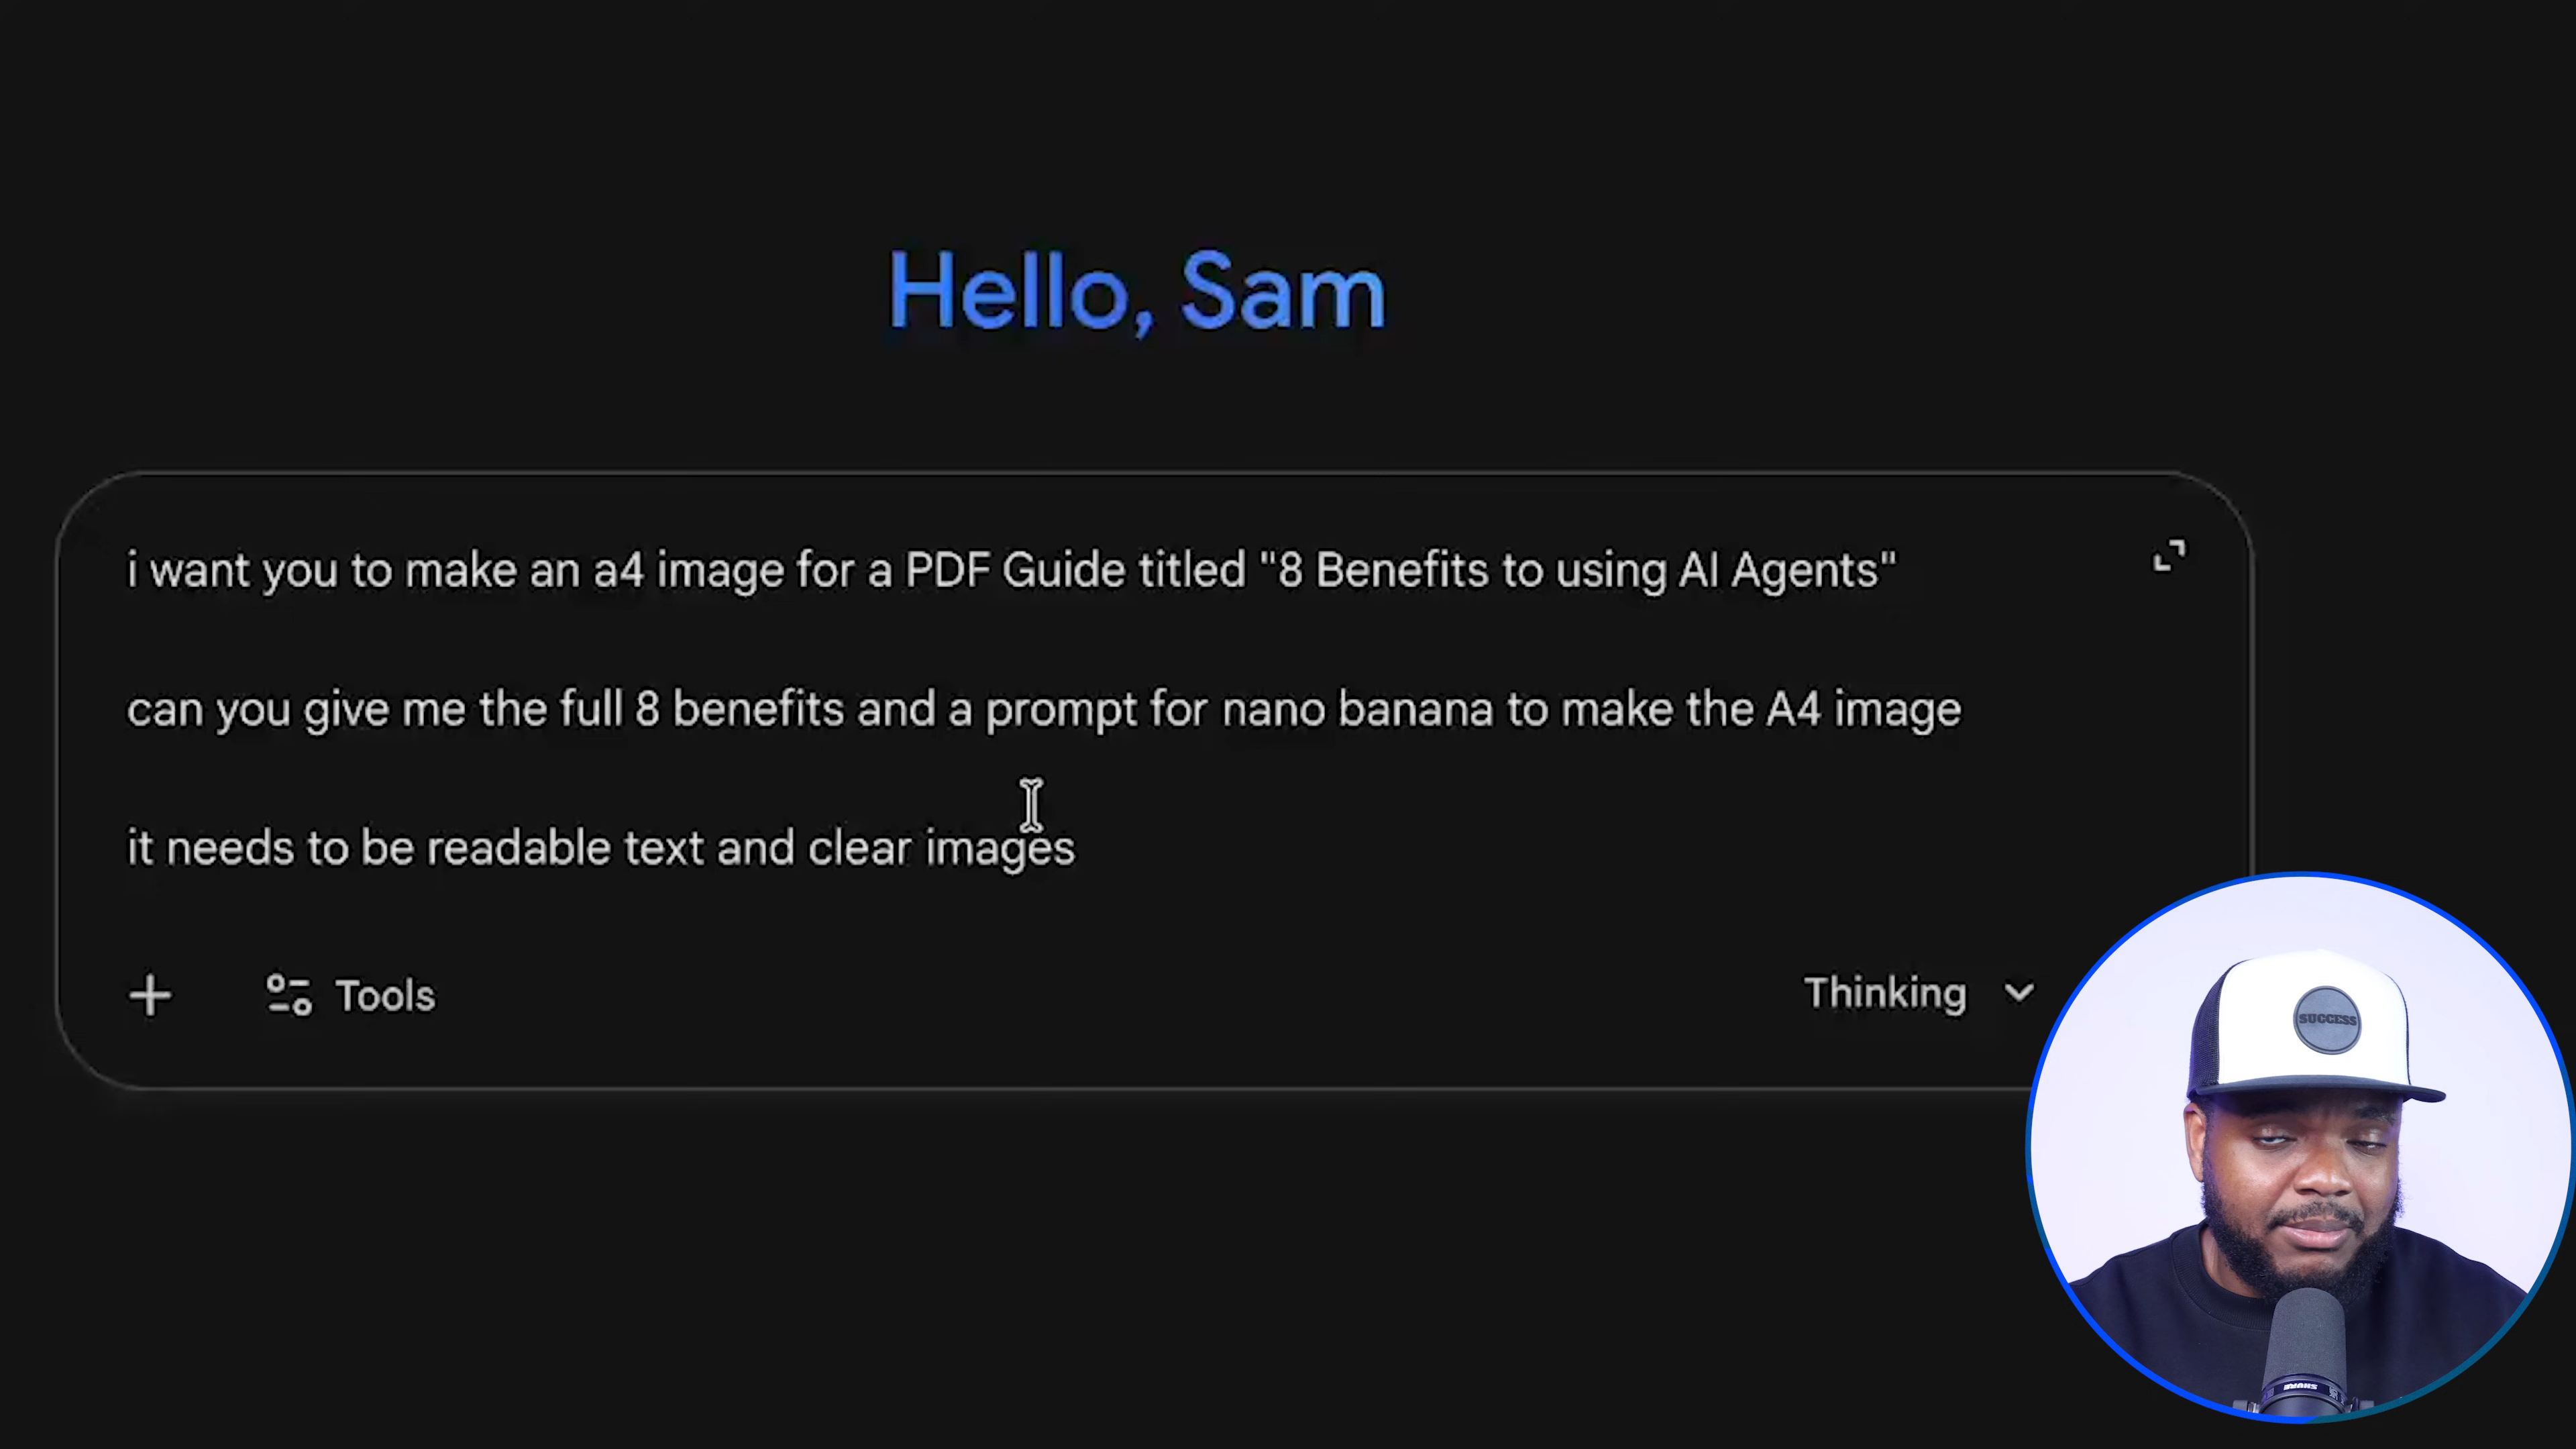 Hello, Sam
i want you to make an a4 image for a PDF Guide titled "8 Benefits to using AI Agents"
can you give me the full 8 benefits and a prompt for nano banana to make the A4 image
it needs to be readable text and clear images
Tools
Thinking
SUCCESS
SHURE